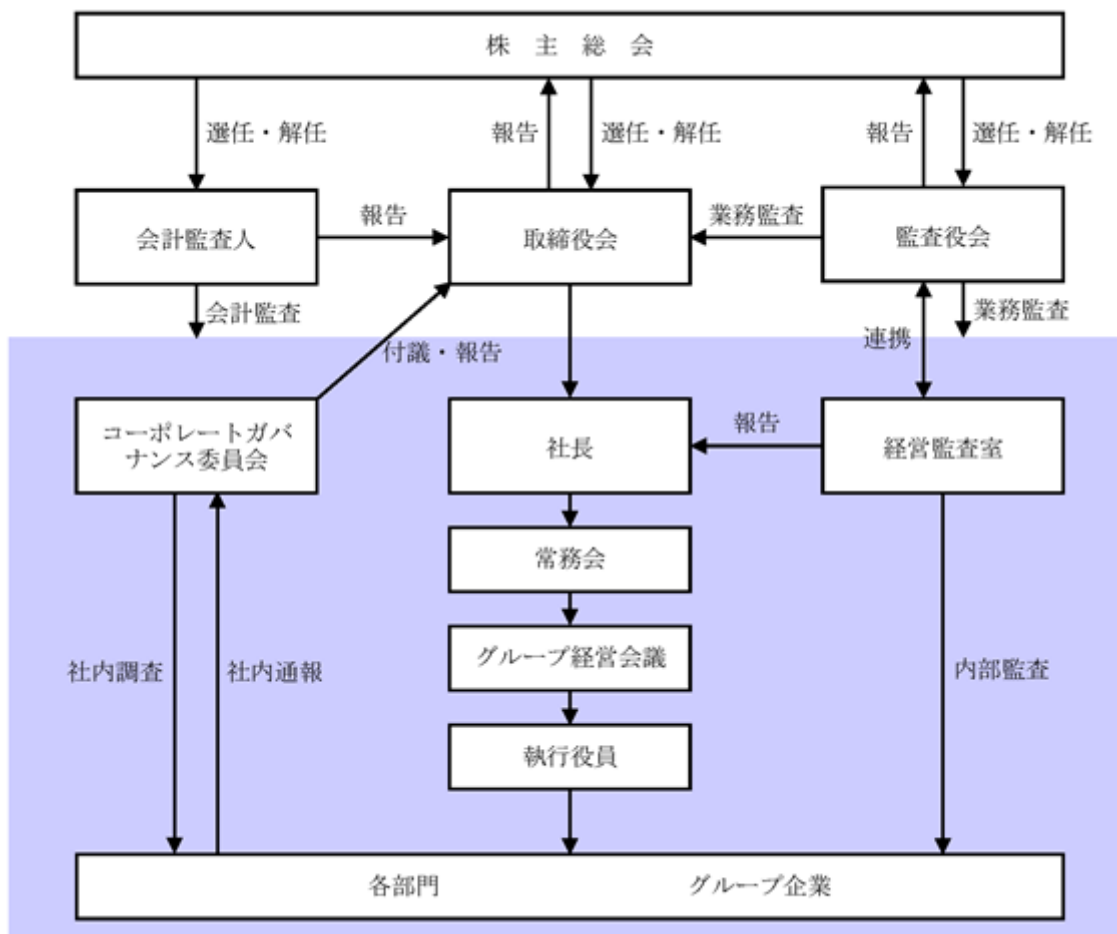 株 主 総 会
選任・解任
報告
選任・解任
報告
選任・解任
会計監査人
報告
取締役会
業務監査
監査役会
会計監査
付議・報告
連携
業務監査
コーポレートガバ
ナンス委員会
社長
報告
経営監査室
常務会
グループ経営会議
社内調査
社内通報
内部監査
執行役員
各部門 グループ企業